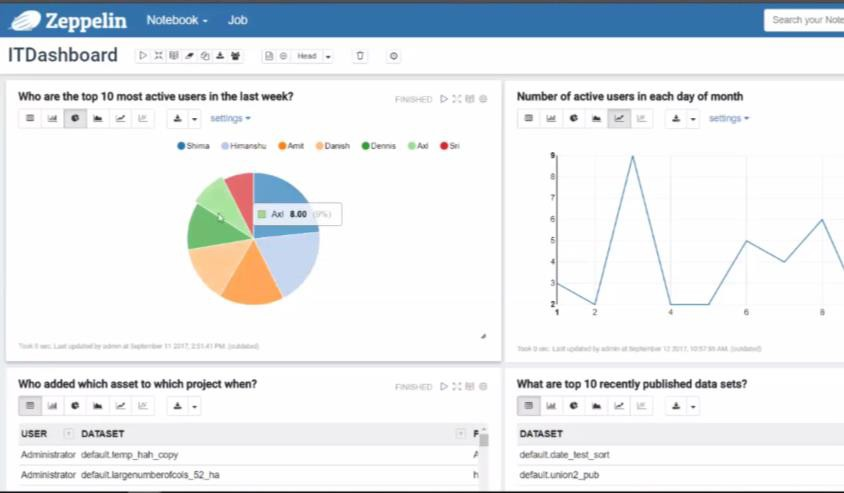 Zeppelin Notebook Job Search your Note
ITDashboard Head
Who are the top 10 most active users in the last week? FINISHED
settings
Shima Himanshu Amit Danish Dennis Axl Sri
Axl 8.00 (9%)
Took 0 sec. Last updated by admin at September 11 2017, 2:51:41 PM. (outdated)
Number of active users in each day of month
settings
9
8
7
6
5
4
3
2
1 2 4 6 8
Took 0 sec. Last updated by admin at September 12 2017, 10:57:55 AM. (outdated)
Who added which asset to which project when? FINISHED
USER DATASET
Administrator default.temp_hah_copy
Administrator default.largenumberofcols_52_ha
What are top 10 recently published data sets?
DATASET
default.date_test_sort
default.union2_pub